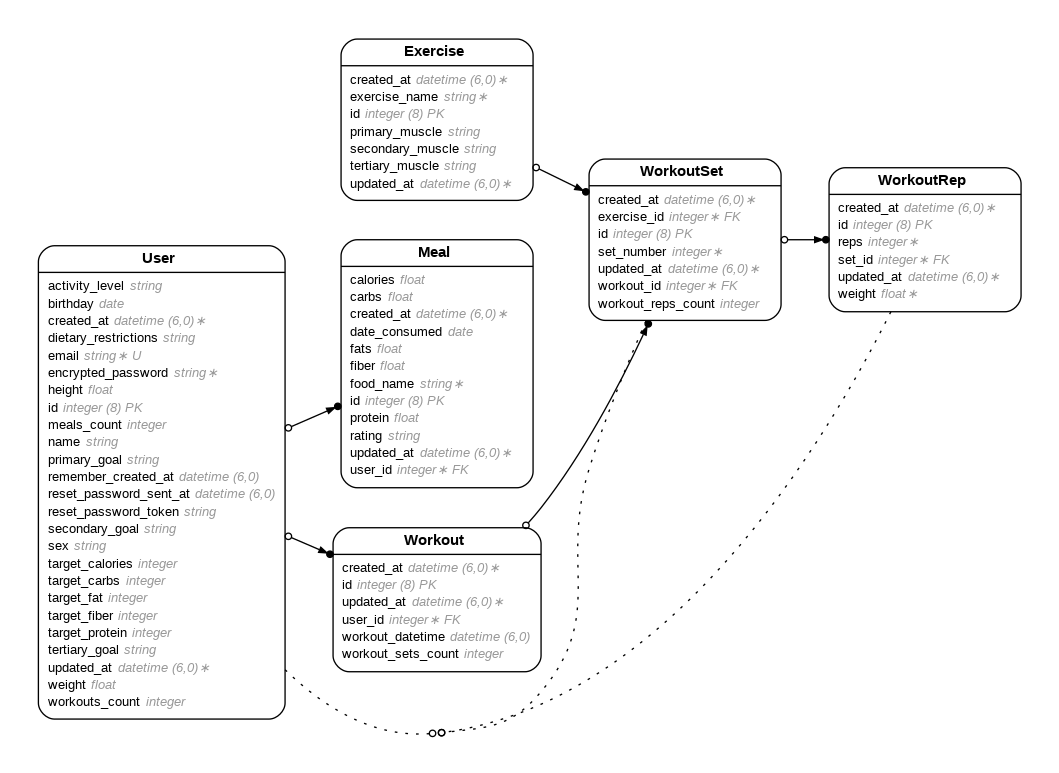 Exercise
created_at datetime (6,0)∗
exercise_name string∗
id integer (8) PK
primary_muscle string
secondary_muscle string
tertiary_muscle string
updated_at datetime (6,0)∗
WorkoutSet
created_at datetime (6,0)∗
exercise_id integer∗ FK
id integer (8) PK
set_number integer∗
updated_at datetime (6,0)∗
workout_id integer∗ FK
workout_reps_count integer
WorkoutRep
created_at datetime (6,0)∗
id integer (8) PK
reps integer∗
set_id integer∗ FK
updated_at datetime (6,0)∗
weight float∗
User
activity_level string
birthday date
created_at datetime (6,0)∗
dietary_restrictions string
email string∗ U
encrypted_password string∗
height float
id integer (8) PK
meals_count integer
name string
primary_goal string
remember_created_at datetime (6,0)
reset_password_sent_at datetime (6,0)
reset_password_token string
secondary_goal string
sex string
target_calories integer
target_carbs integer
target_fat integer
target_fiber integer
target_protein integer
tertiary_goal string
updated_at datetime (6,0)∗
weight float
workouts_count integer
Meal
calories float
carbs float
created_at datetime (6,0)∗
date_consumed date
fats float
fiber float
food_name string∗
id integer (8) PK
protein float
rating string
updated_at datetime (6,0)∗
user_id integer∗ FK
Workout
created_at datetime (6,0)∗
id integer (8) PK
updated_at datetime (6,0)∗
user_id integer∗ FK
workout_datetime datetime (6,0)
workout_sets_count integer